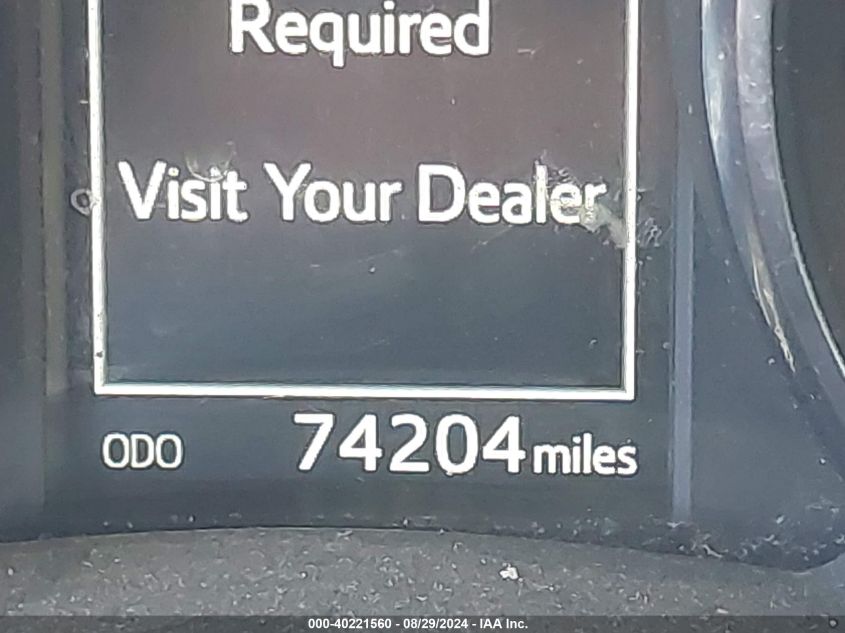 Required
Visit Your Dealer
ODO 74204 miles
000-40221560 - 08/29/2024 - IAA Inc.